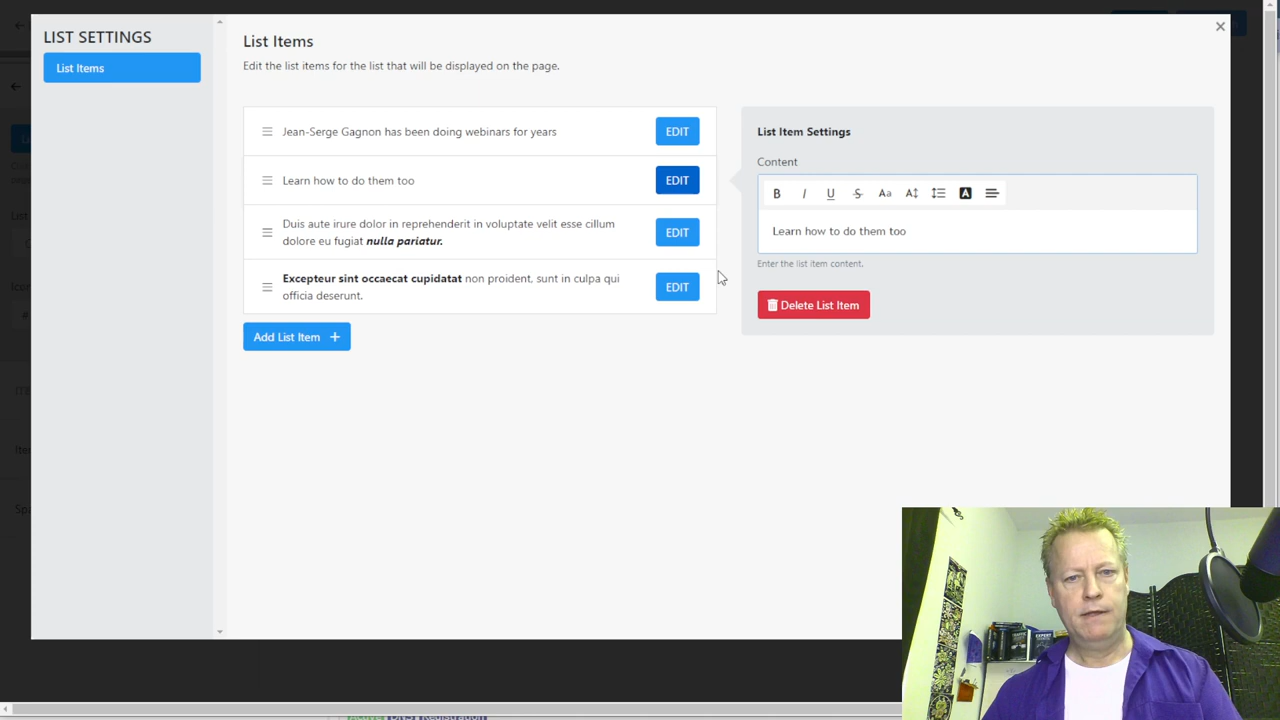 LIST SETTINGS
List Items
List Items
Edit the list items for the list that will be displayed on the page.
Jean-Serge Gagnon has been doing webinars for years
EDIT
Learn how to do them too
EDIT
Duis aute irure dolor in reprehenderit in voluptate velit esse cillum
dolore eu fugiat nulla pariatur.
EDIT
Excepteur sint occaecat cupidatat non proident, sunt in culpa qui
officia deserunt.
EDIT
Add List Item +
List Item Settings
Content
B I U S Aa A A
Learn how to do them too
Enter the list item content.
Delete List Item